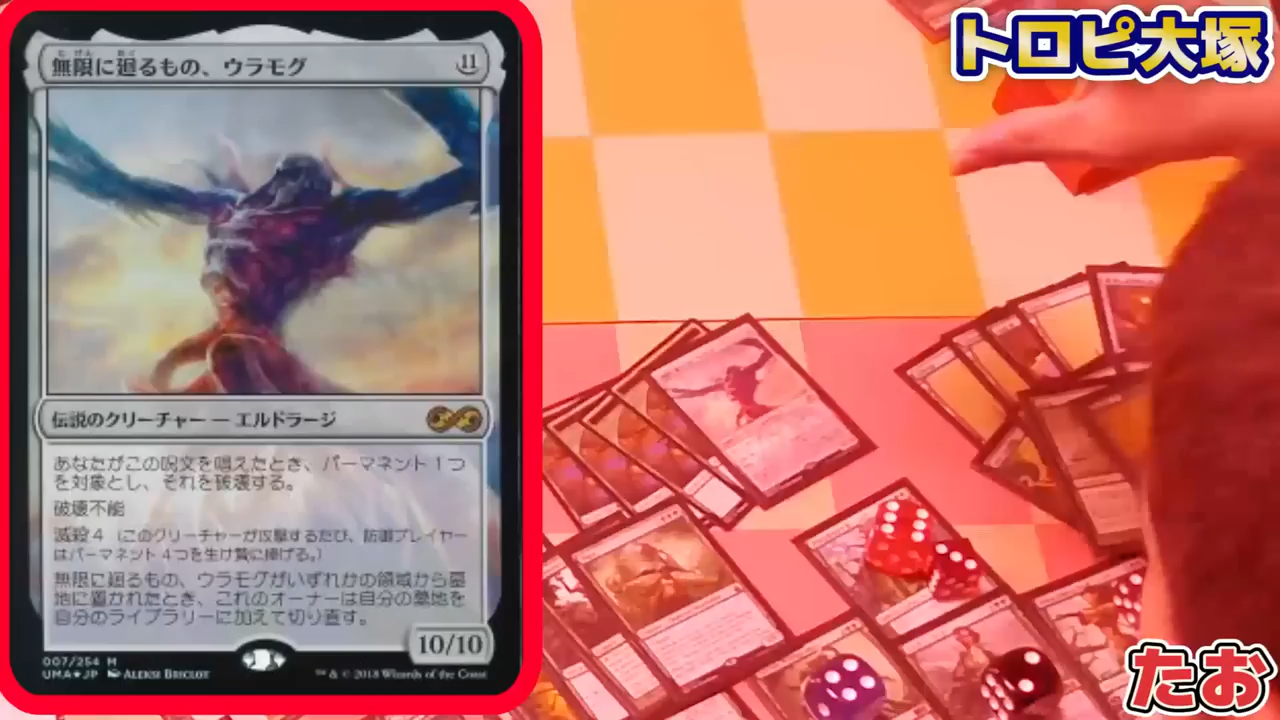 無限に廻るもの、ウラモグ
11
伝説のクリーチャー ― エルドラージ
あなたがこの呪文を唱えたとき、パーマネント1つ
を対象とし、それを破壊する。
破壊不能
滅殺4(このクリーチャーが攻撃するたび、防御プレイヤー
はパーマネント4つを生け贄に捧げる。)
無限に廻るもの、ウラモグがいずれかの領域から墓
地に置かれたとき、これのオーナーは自分の墓地を
自分のライブラリーに加えて切り直す。
10/10
007/254 M
UMA★JP ALEKSI BRICLOT
™ & © 2018 Wizards of the Coast
トロピ大塚
たお